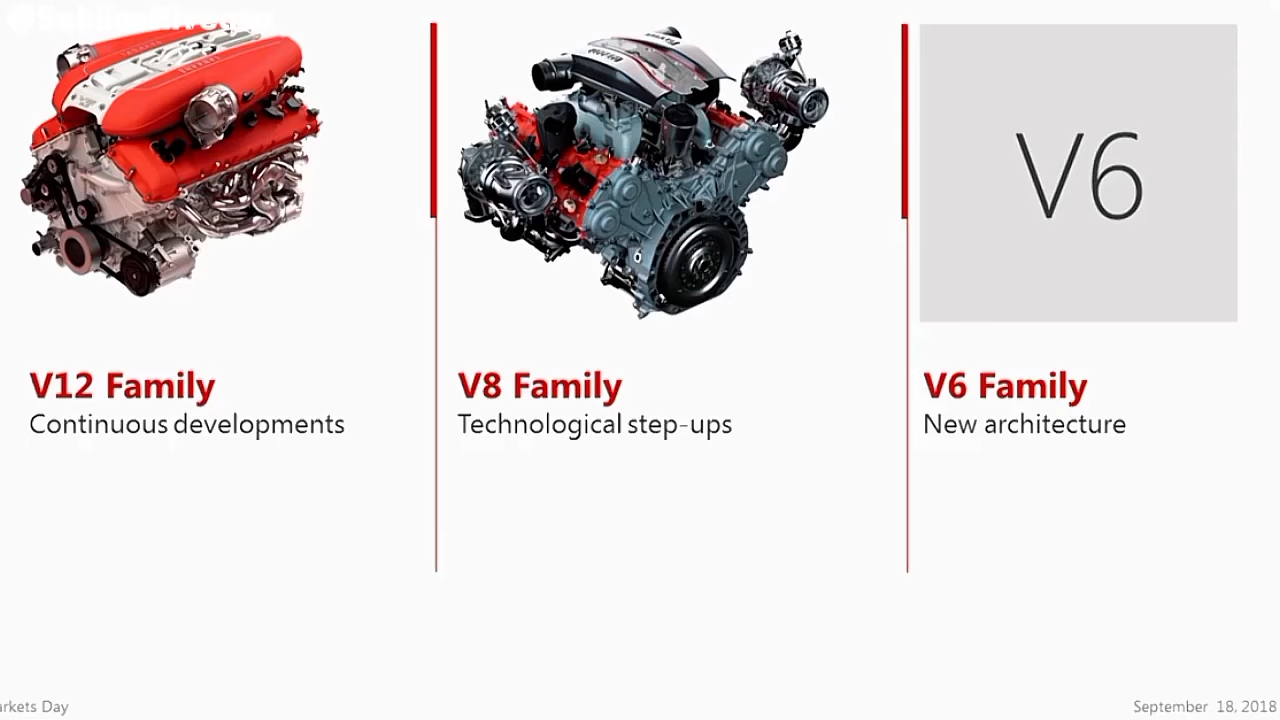 V6
V12 Family
Continuous developments
V8 Family
Technological step-ups
V6 Family
New architecture
arkets Day
September 18, 2018